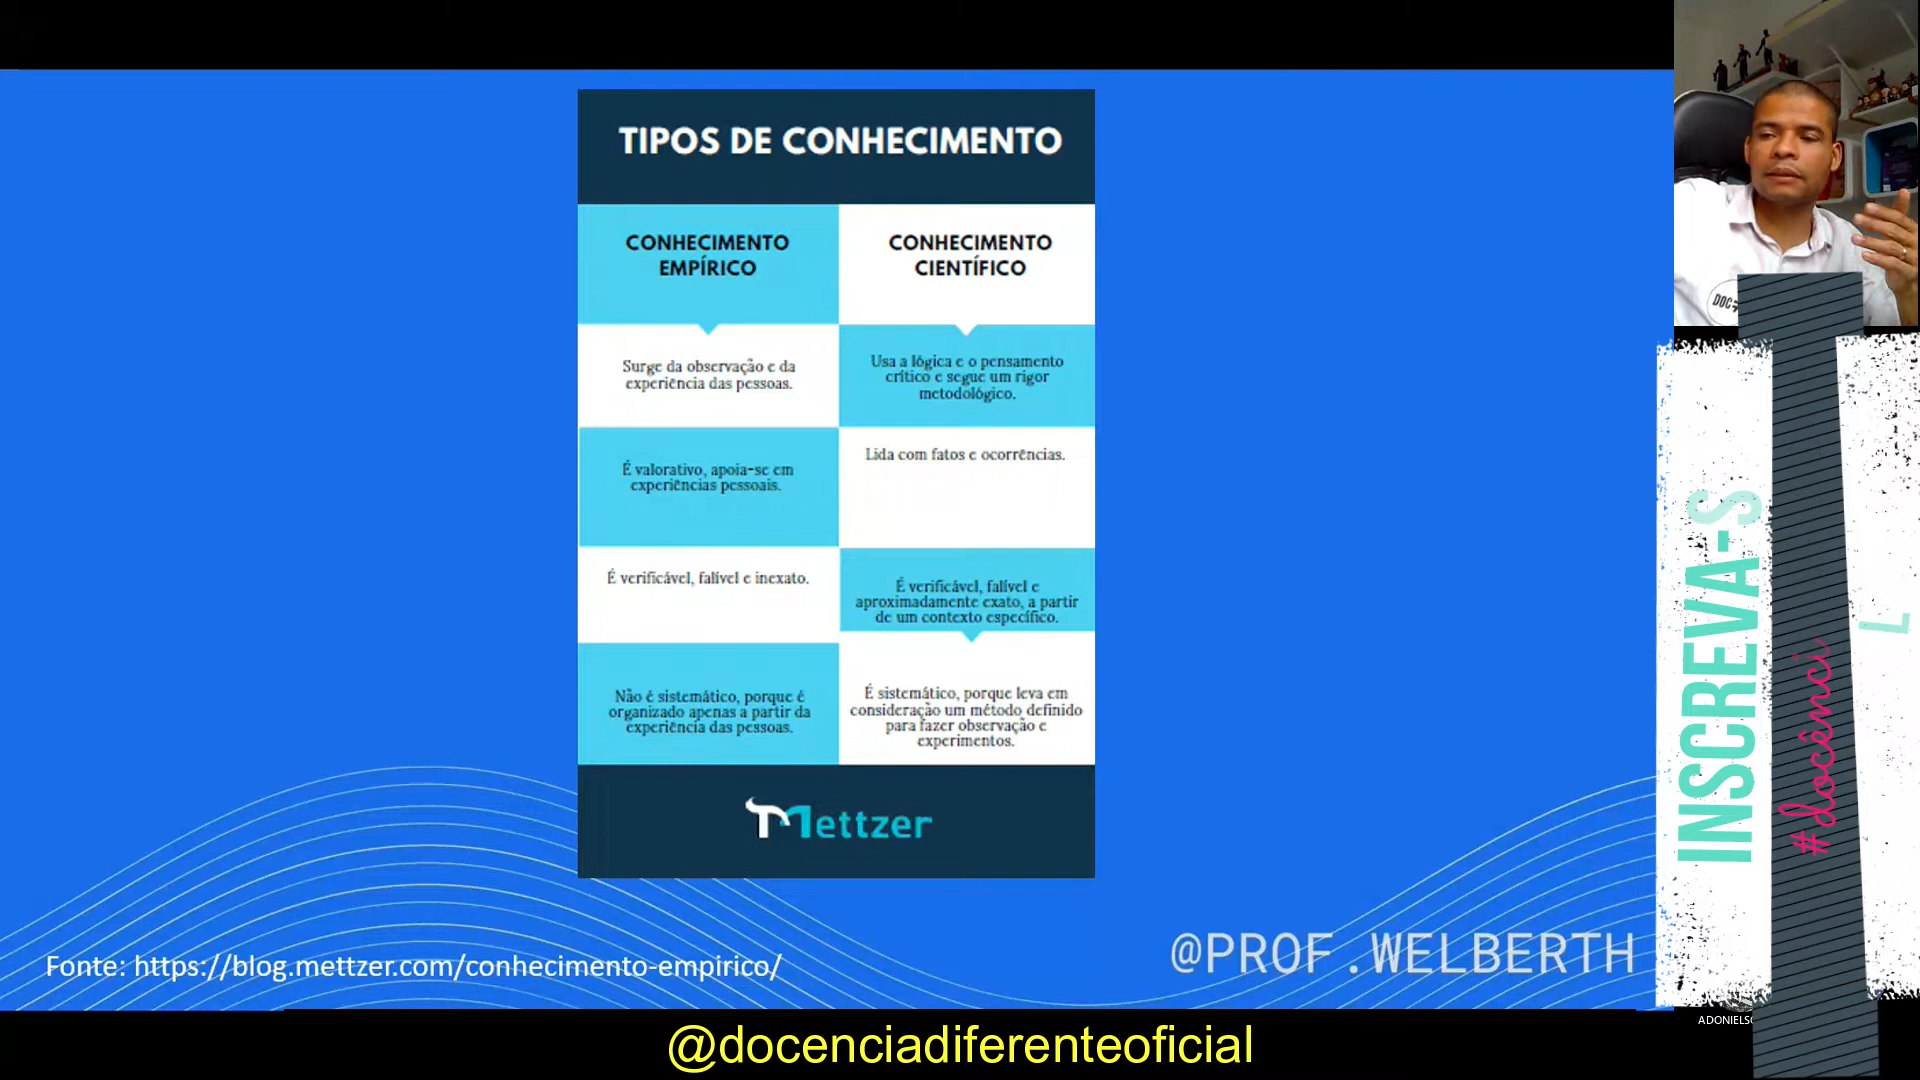 TIPOS DE CONHECIMENTO
CONHECIMENTO
EMPÍRICO
CONHECIMENTO
CIENTÍFICO
Surge da observação e da
experiência das pessoas.
Usa a lógica e o pensamento
crítico e segue um rigor
metodológico.
É valorativo, apoia-se em
experiências pessoais.
Lida com fatos e ocorrências.
É verificável, falível e inexato.
É verificável, falível e
aproximadamente exato, a partir
de um contexto específico.
Não é sistemático, porque é
organizado apenas a partir da
experiência das pessoas.
É sistemático, porque leva em
consideração um método definido
para fazer observação e
experimentos.
Mettzer
Fonte: https://blog.mettzer.com/conhecimento-empirico/
@PROF.WELBERTH
@docenciadiferenteoficial
DOC
INSCREVA-S
#docênci
L